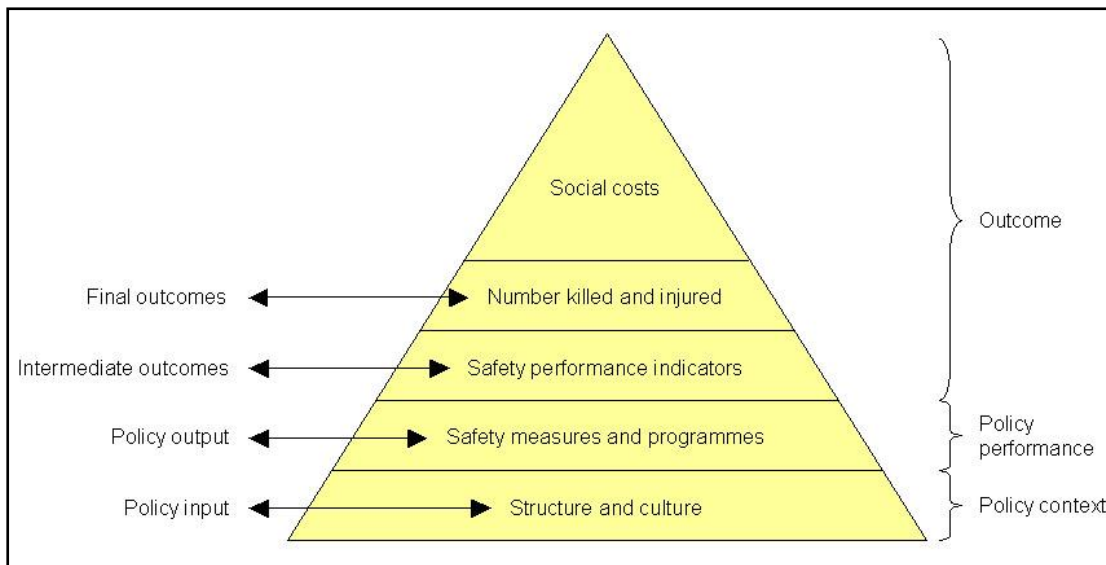 Social costs
Outcome
Final outcomes
Number killed and injured
Intermediate outcomes
Safety performance indicators
Policy output
Safety measures and programmes
Policy
performance
Policy input
Structure and culture
Policy context